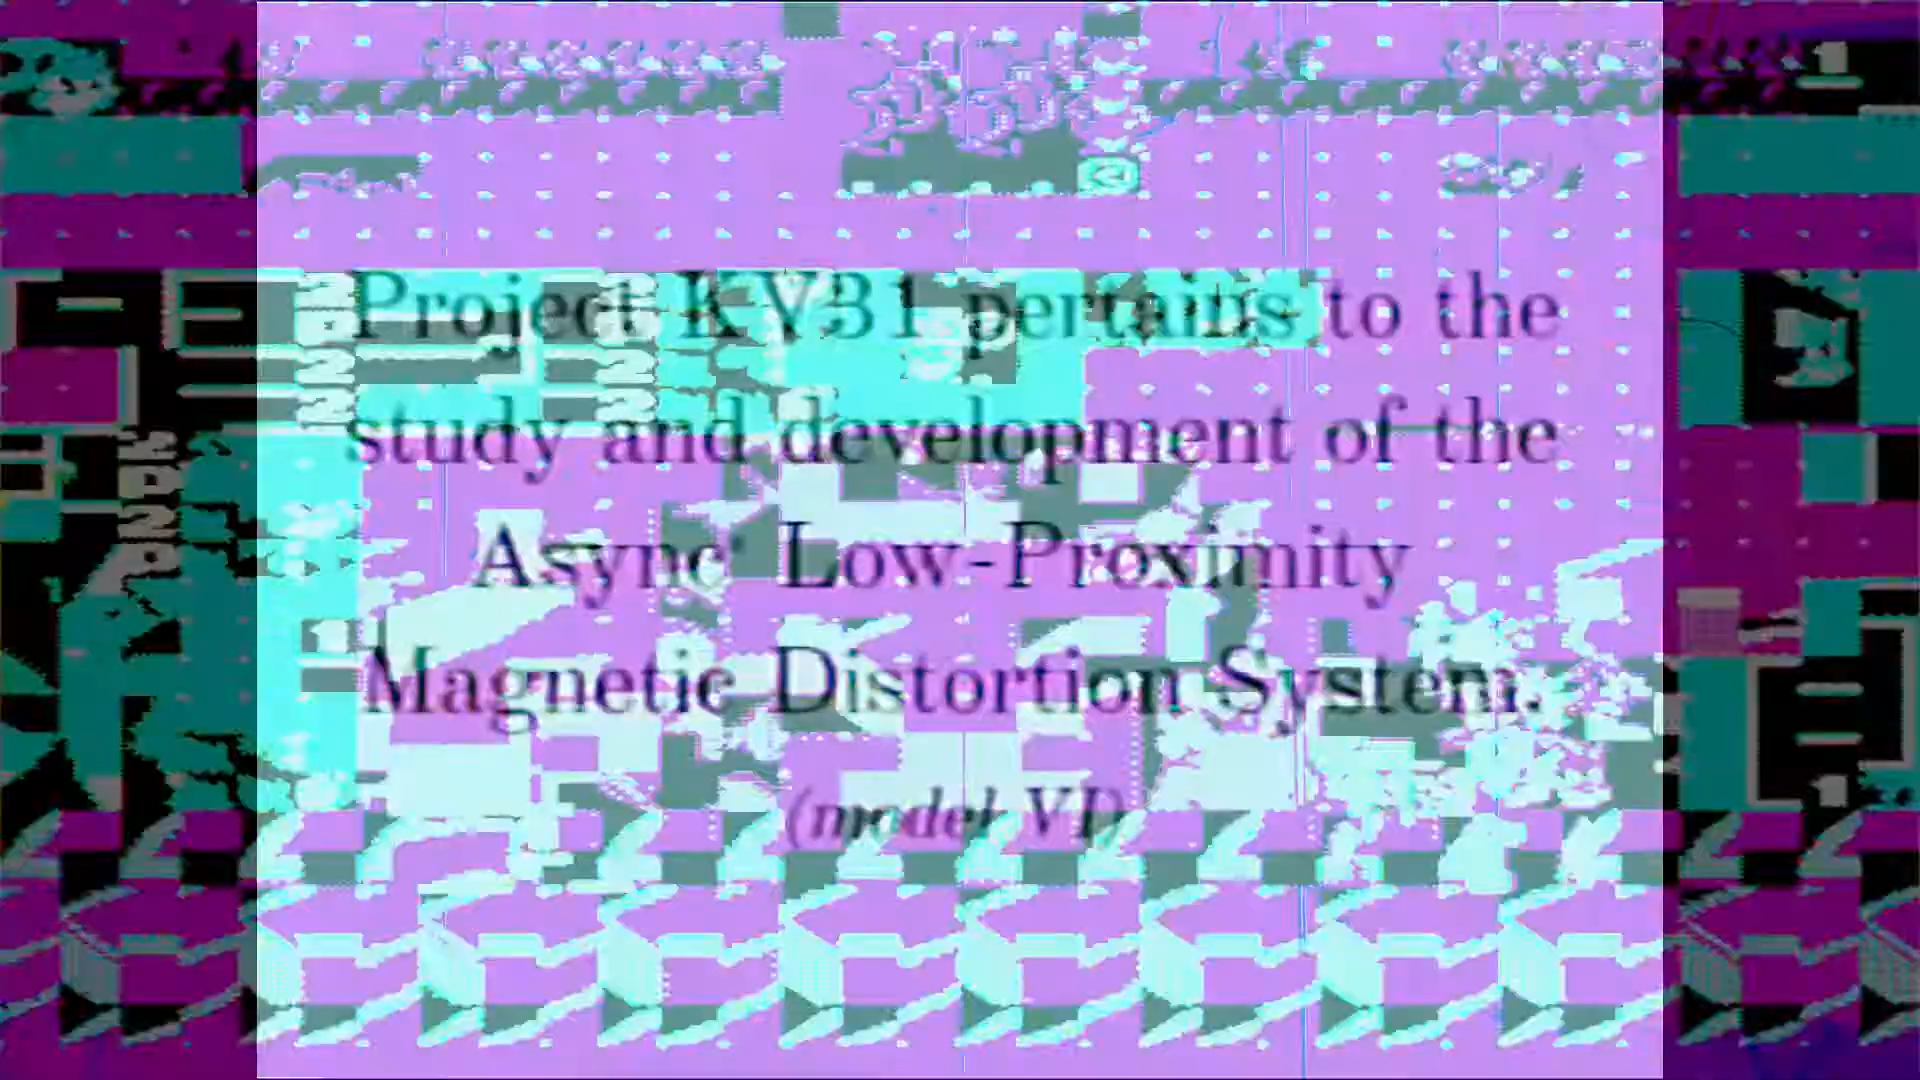 Project KV31 pertains to the
study and development of the
Async Low-Proximity
Magnetic Distortion System.
(model VI)